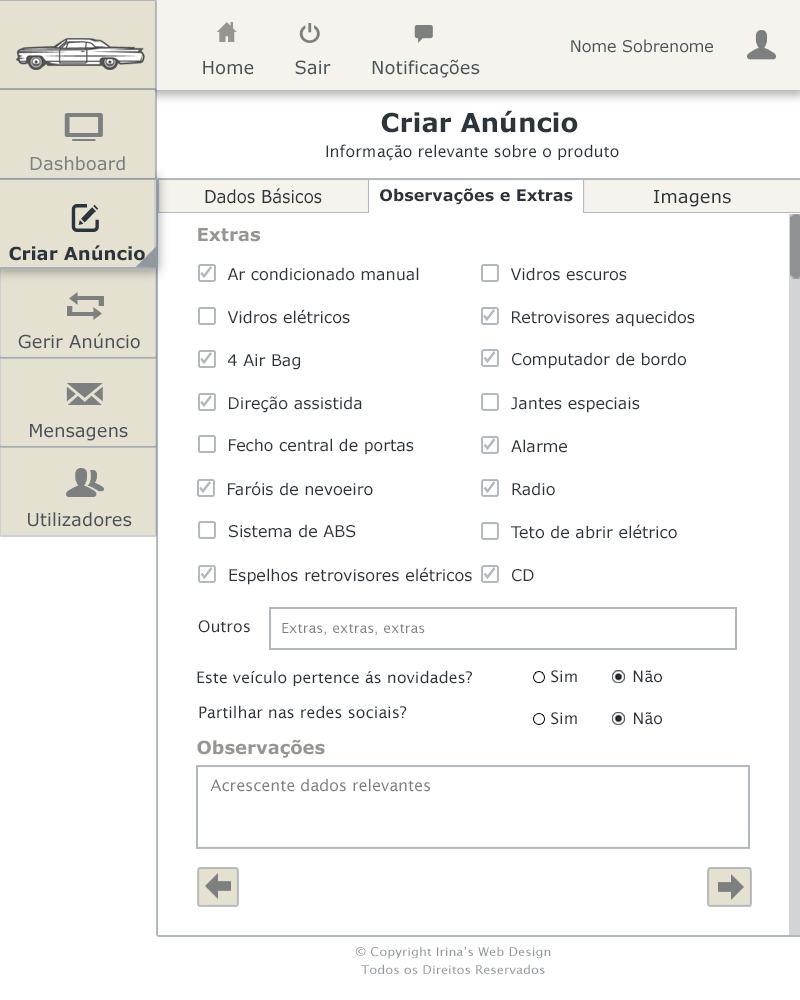 Home
Sair
Notificações
Nome Sobrenome
Dashboard
Criar Anúncio
Gerir Anúncio
Mensagens
Utilizadores
Criar Anúncio
Informação relevante sobre o produto
Dados Básicos
Observações e Extras
Imagens
Extras
Ar condicionado manual
Vidros escuros
Vidros elétricos
Retrovisores aquecidos
4 Air Bag
Computador de bordo
Direção assistida
Jantes especiais
Fecho central de portas
Alarme
Faróis de nevoeiro
Radio
Sistema de ABS
Teto de abrir elétrico
Espelhos retrovisores elétricos
CD
Outros
Extras, extras, extras
Este veículo pertence ás novidades?
Sim
Não
Partilhar nas redes sociais?
Sim
Não
Observações
Acrescente dados relevantes
© Copyright Irina's Web Design
Todos os Direitos Reservados